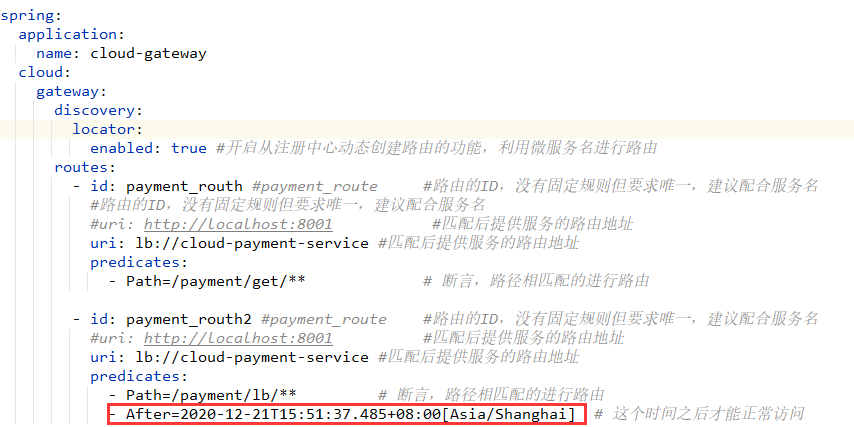 spring:
application:
name: cloud-gateway
cloud:
gateway:
discovery:
locator:
enabled: true #开启从注册中心动态创建路由的功能，利用微服务名进行路由
routes:
- id: payment_routh #payment_route #路由的ID，没有固定规则但要求唯一，建议配合服务名
#路由的ID，没有固定规则但要求唯一，建议配合服务名
#uri: http://localhost:8001 #匹配后提供服务的路由地址
uri: lb://cloud-payment-service #匹配后提供服务的路由地址
predicates:
- Path=/payment/get/** # 断言，路径相匹配的进行路由
- id: payment_routh2 #payment_route #路由的ID，没有固定规则但要求唯一，建议配合服务名
#uri: http://localhost:8001 #匹配后提供服务的路由地址
uri: lb://cloud-payment-service #匹配后提供服务的路由地址
predicates:
- Path=/payment/lb/** # 断言，路径相匹配的进行路由
- After=2020-12-21T15:51:37.485+08:00[Asia/Shanghai] # 这个时间之后才能正常访问